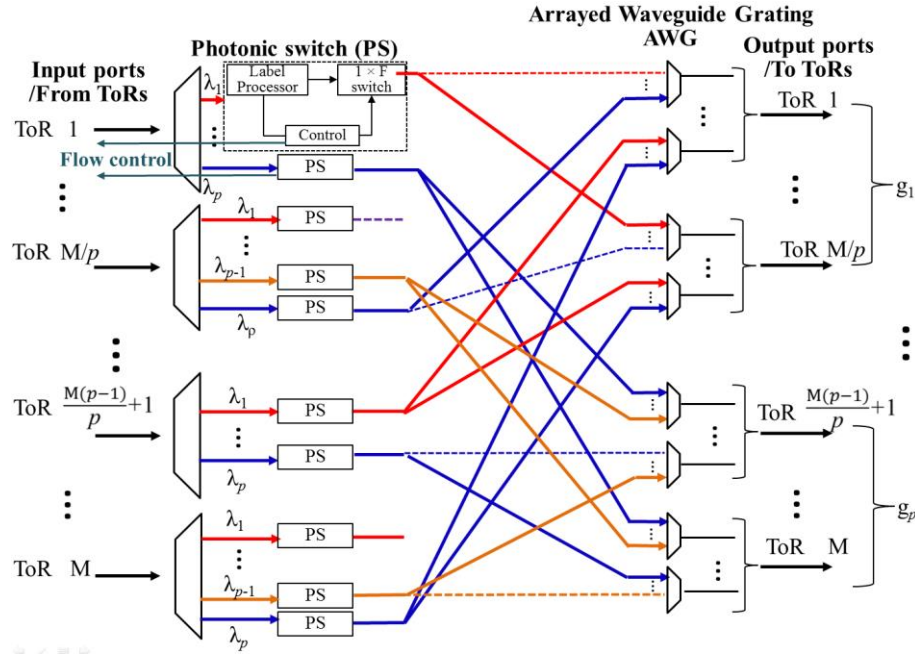 Arrayed Waveguide Grating
AWG
Photonic switch (PS)
Input ports
/From ToRs
Output ports
/To ToRs
Label
Processor
1 × F
switch
Control
λ1
ToR 1
Flow control
λp
PS
ToR 1
g1
λ1
PS
ToR M/p
λp-1
PS
λp
PS
ToR M/p
ToR M(p-1)/p +1
λ1
PS
λp
PS
ToR M(p-1)/p +1
gp
λ1
PS
ToR M
λp-1
PS
λp
PS
ToR M